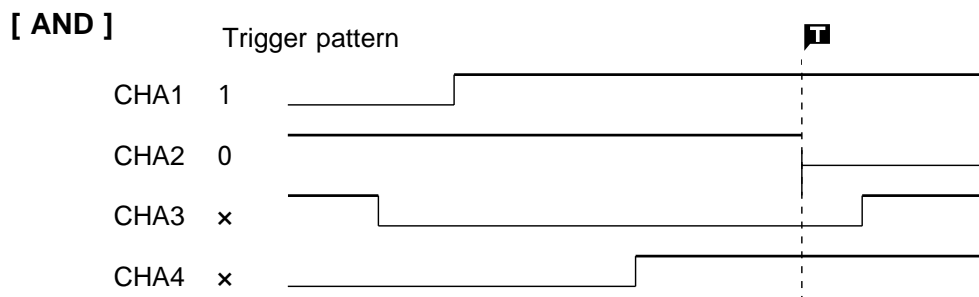 [ AND ]
Trigger pattern
T
CHA1 1
CHA2 0
CHA3 ×
CHA4 ×